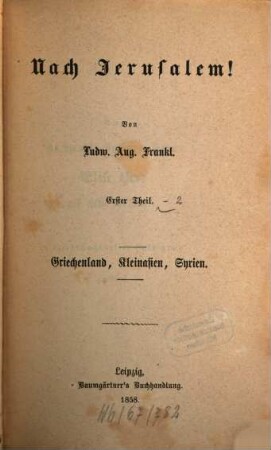 Nach Jerusalem!
Von
Ludw. Aug. Frankl.
Erster Theil. – 2
Griechenland, Kleinasien, Syrien.
Leipzig,
Baumgärtner's Buchhandlung.
1858.